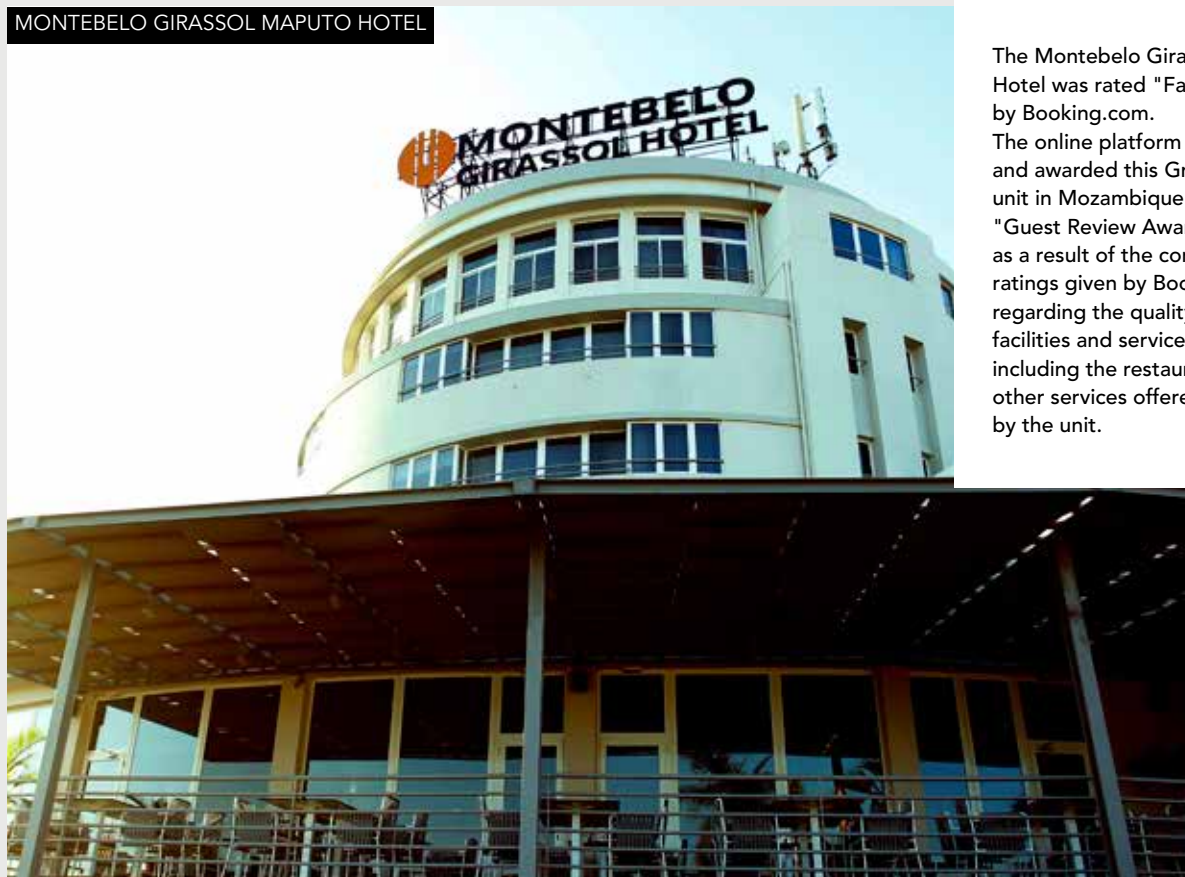 MONTEBELO GIRASSOL MAPUTO HOTEL
MONTEBELO
GIRASSOL HOTEL
The Montebelo
Hotel was rated
by Booking.com.
The online platform
and awarded this
unit in Mozambique
"Guest Review
as a result of the
ratings given by
regarding the
facilities and
including the
other services
by the unit.